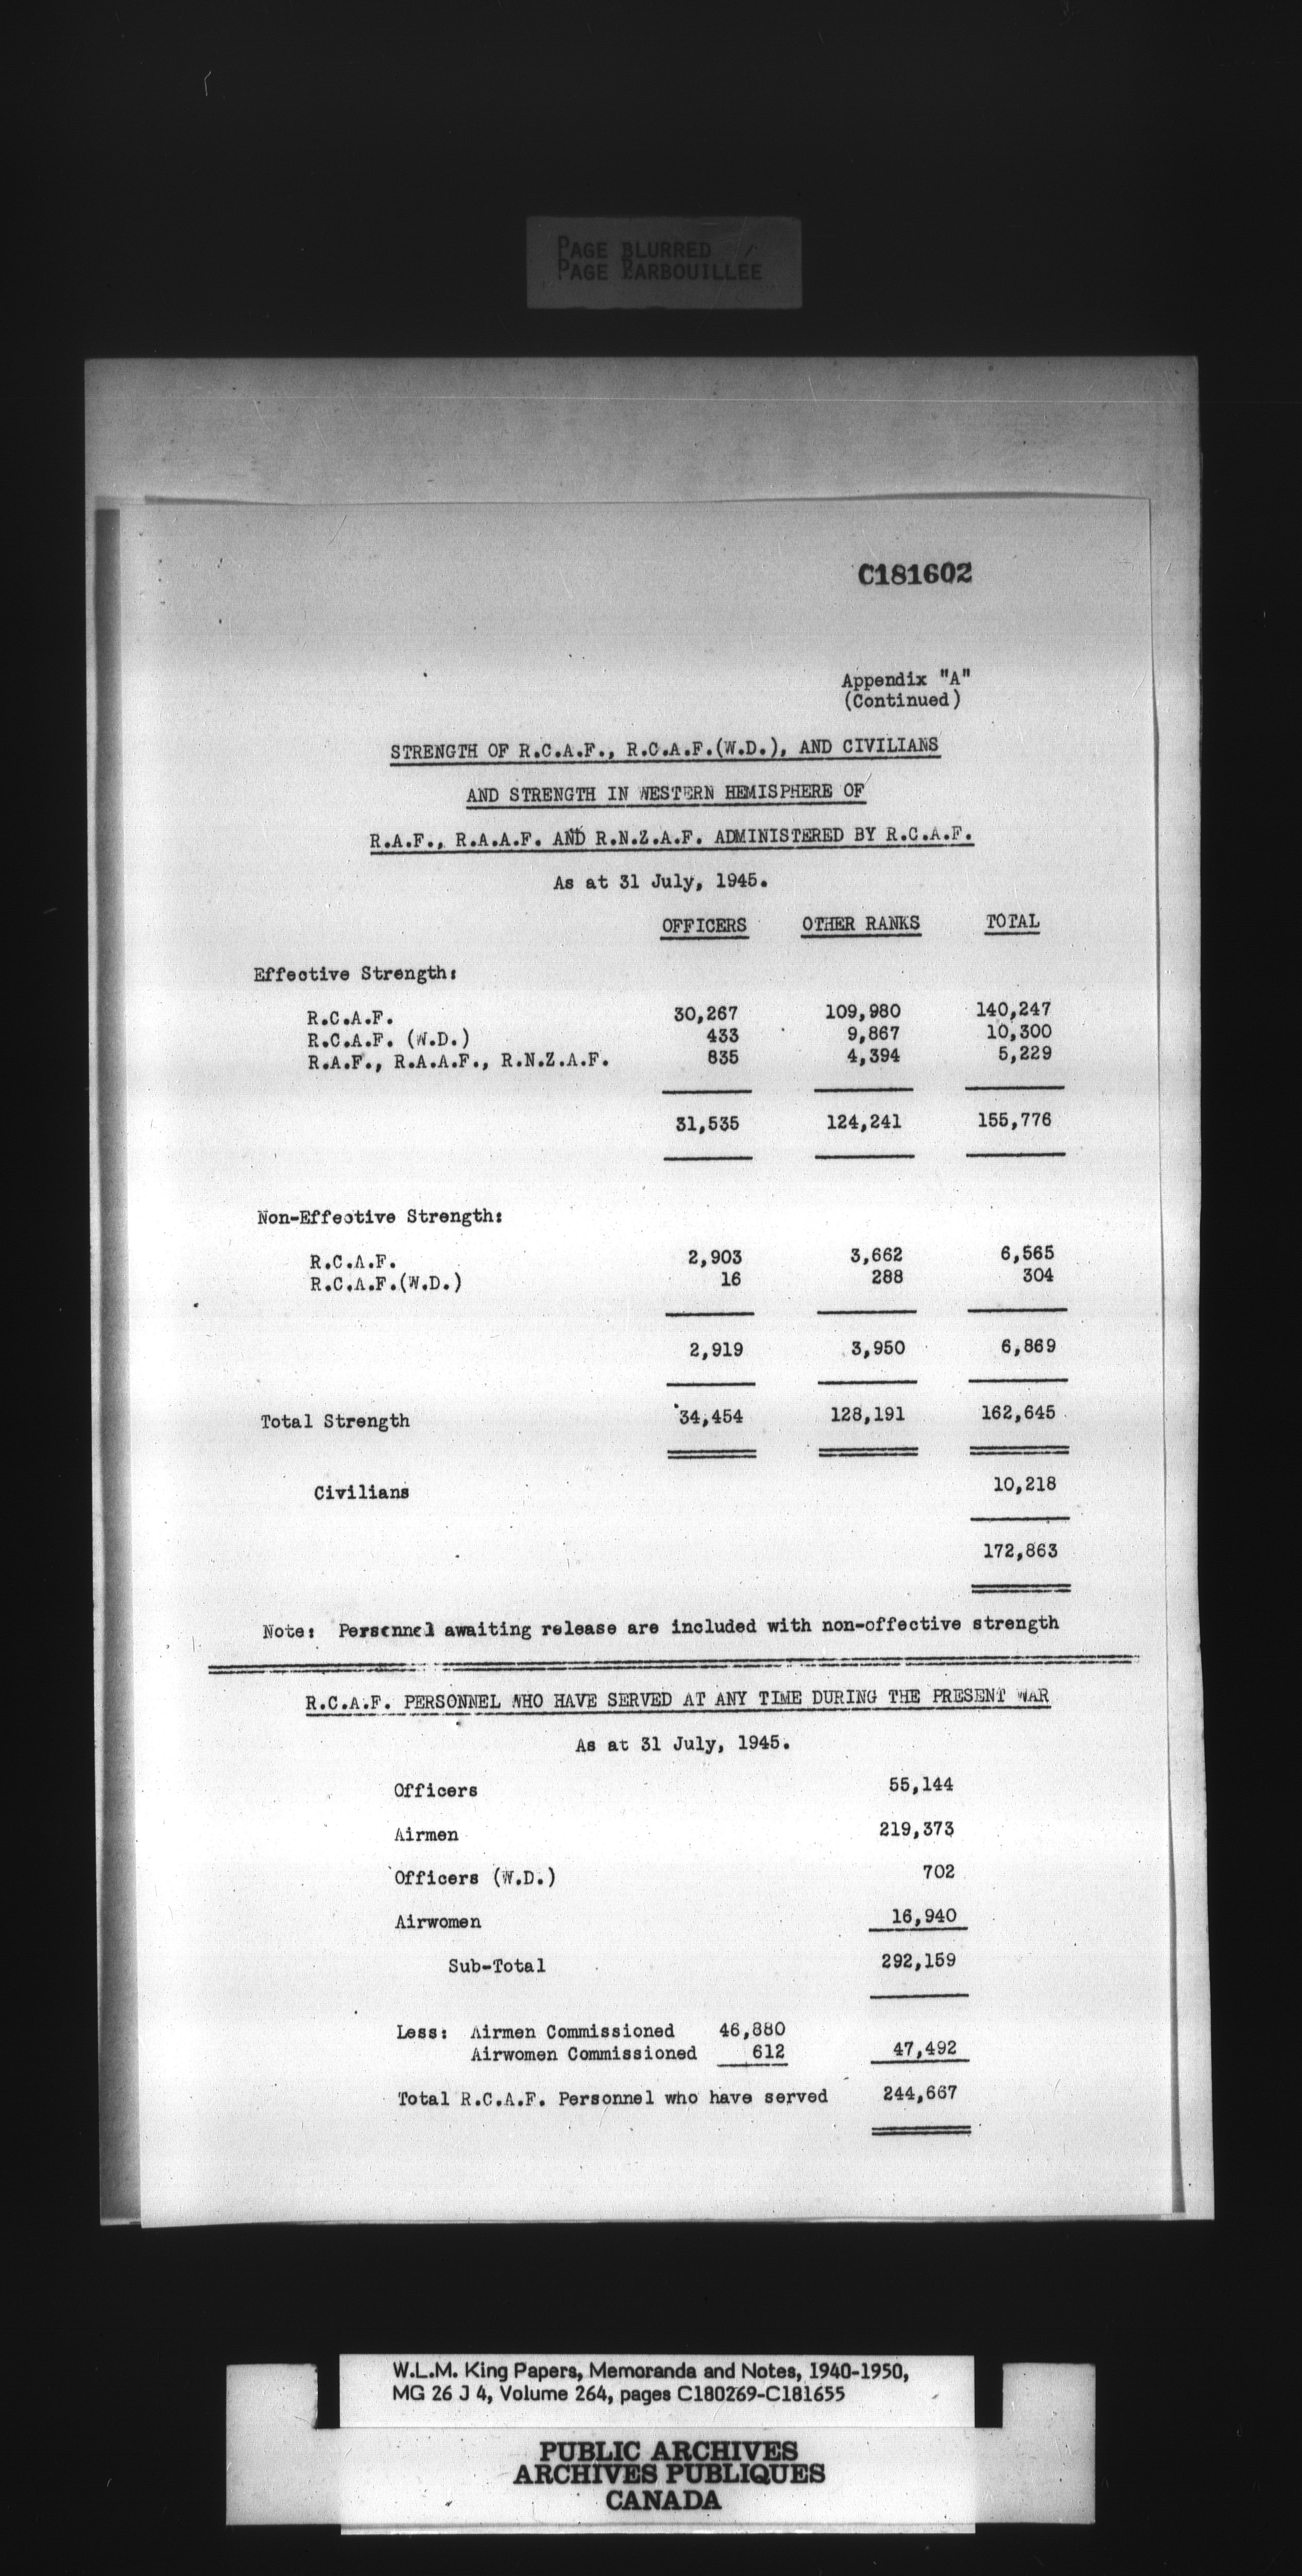 PAGE BLURRED
PAGE BARBOUILLEE
C181602
Appendix "A"
(Continued)
STRENGTH OF R.C.A.F., R.C.A.F.(W.D.), AND CIVILIANS
AND STRENGTH IN WESTERN HEMISPHERE OF
R.A.F., R.A.A.F. AND R.N.Z.A.F. ADMINISTERED BY R.C.A.F.
As at 31 July, 1945.
OFFICERS OTHER RANKS TOTAL
Effective Strength:
R.C.A.F. 30,267 109,980 140,247
R.C.A.F. (W.D.) 433 9,867 10,300
R.A.F., R.A.A.F., R.N.Z.A.F. 835 4,394 5,229
31,535 124,241 155,776
Non-Effective Strength:
R.C.A.F. 2,903 3,662 6,565
R.C.A.F.(W.D.) 16 288 304
2,919 3,950 6,869
Total Strength 34,454 128,191 162,645
Civilians 10,218
172,863
Note: Personnel awaiting release are included with non-offective strength
R.C.A.F. PERSONNEL WHO HAVE SERVED AT ANY TIME DURING THE PRESENT WAR
As at 31 July, 1945.
Officers 55,144
Airmen 219,373
Officers (W.D.) 702
Airwomen 16,940
Sub-Total 292,159
Less: Airmen Commissioned 46,880
Airwomen Commissioned 612 47,492
Total R.C.A.F. Personnel who have served 244,667
W.L.M. King Papers, Memoranda and Notes, 1940-1950,
MG 26 J 4, Volume 264, pages C180269-C181655
PUBLIC ARCHIVES
ARCHIVES PUBLIQUES
CANADA